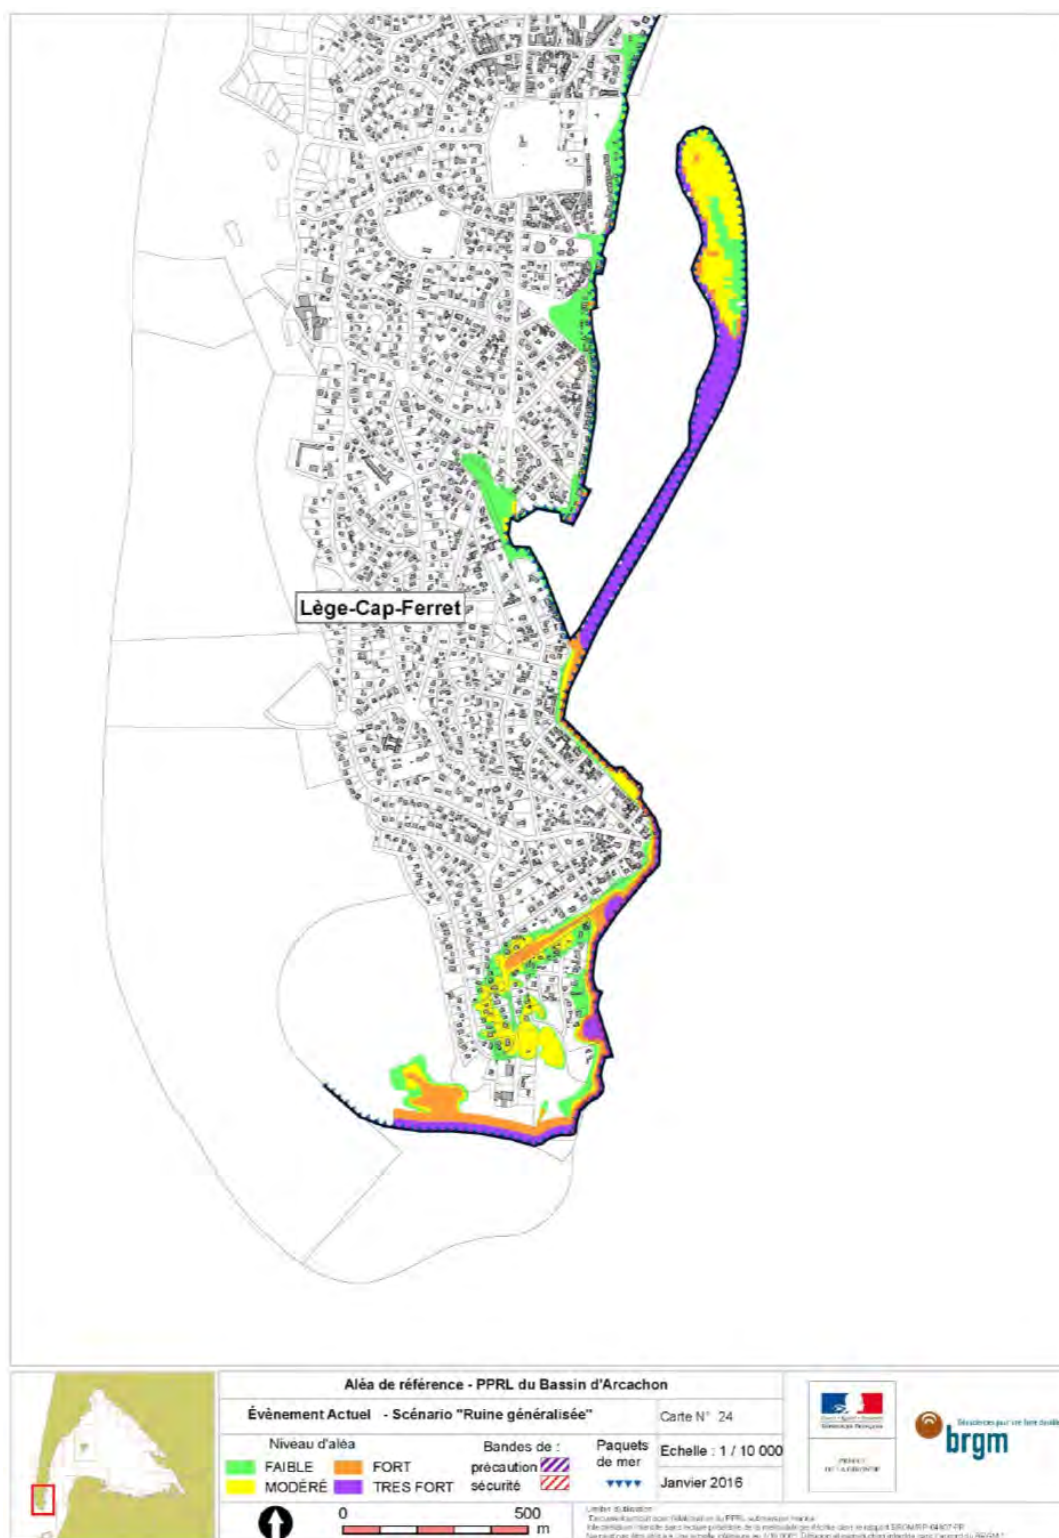 Lège-Cap-Ferret
Aléa de référence - PPRL du Bassin d'Arcachon
Évènement Actuel - Scénario "Ruine généralisée"
Carte N° 24
Niveau d'aléa
FAIBLE
FORT
MODÉRÉ
TRES FORT
Bandes de :
précaution
sécurité
Paquets
de mer
Echelle : 1 / 10 000
Janvier 2016
0
500
m
brgm